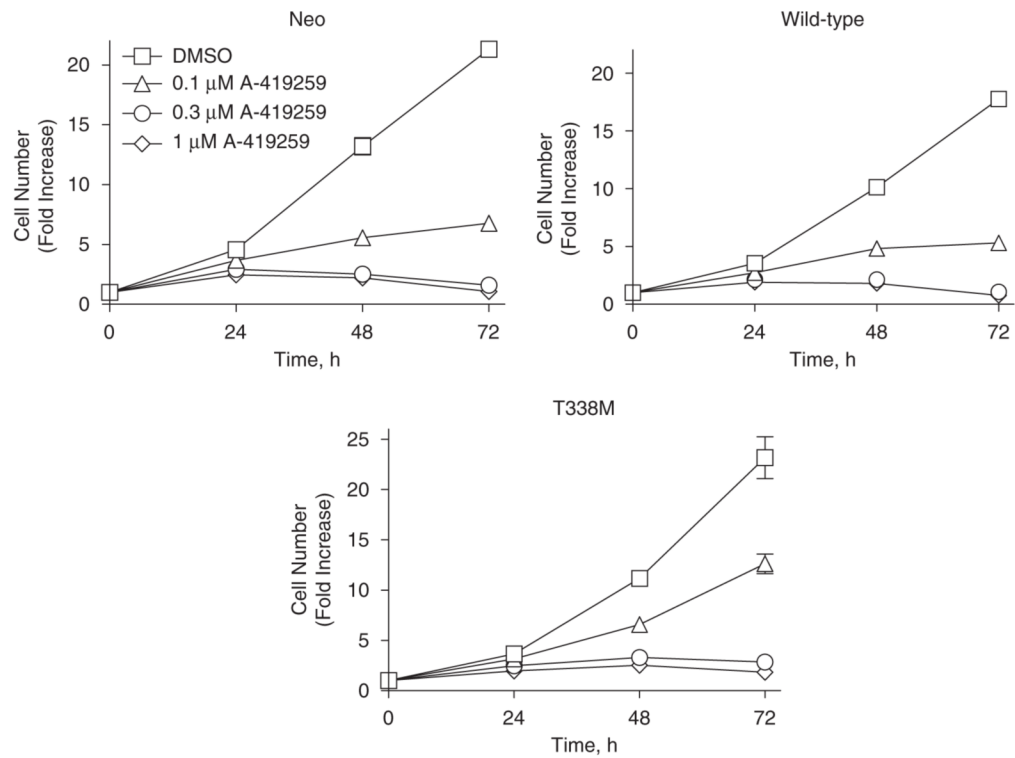 Neo
DMSO
0.1 μM A-419259
0.3 μM A-419259
1 μM A-419259
Cell Number
(Fold Increase)
20
15
10
5
0
0 24 48 72
Time, h
Wild-type
Cell Number
(Fold Increase)
20
15
10
5
0
0 24 48 72
Time, h
T338M
Cell Number
(Fold Increase)
25
20
15
10
5
0
0 24 48 72
Time, h